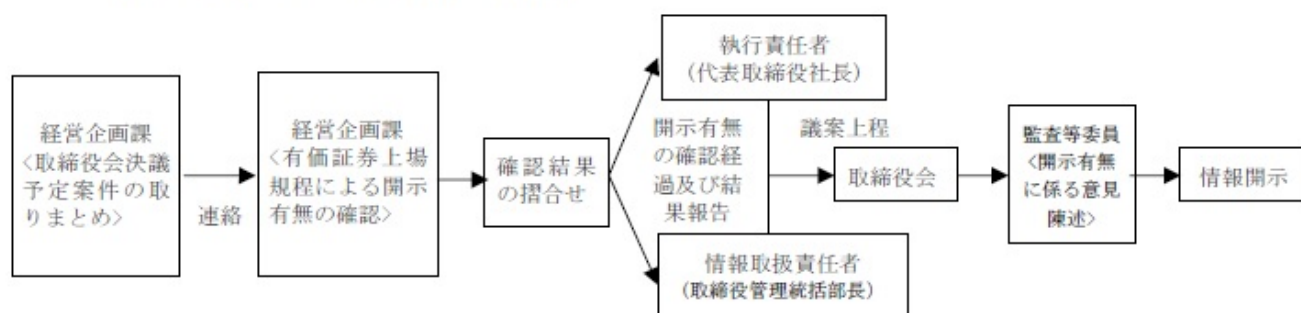 経営企画課
<取締役会決議
予定案件の取
りまとめ>
連絡
経営企画課
<有価証券上場
規程による開示
有無の確認>
確認結果
の摺合せ
執行責任者
(代表取締役社長)
開示有無
の確認経
過及び結
果報告
情報取扱責任者
(取締役管理統括部長)
議案上程
取締役会
監査等委員
<開示有無
に係る意見
陳述>
情報開示